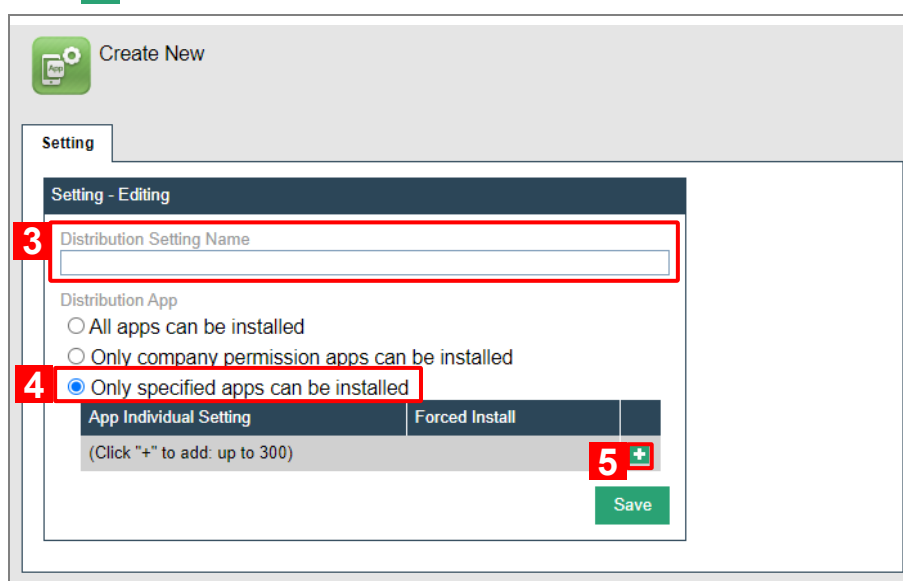 App
Create New
Setting
Setting - Editing
3
Distribution Setting Name
Distribution App
All apps can be installed
Only company permission apps can be installed
4
Only specified apps can be installed
App Individual Setting Forced Install
(Click "+" to add: up to 300)
5
Save